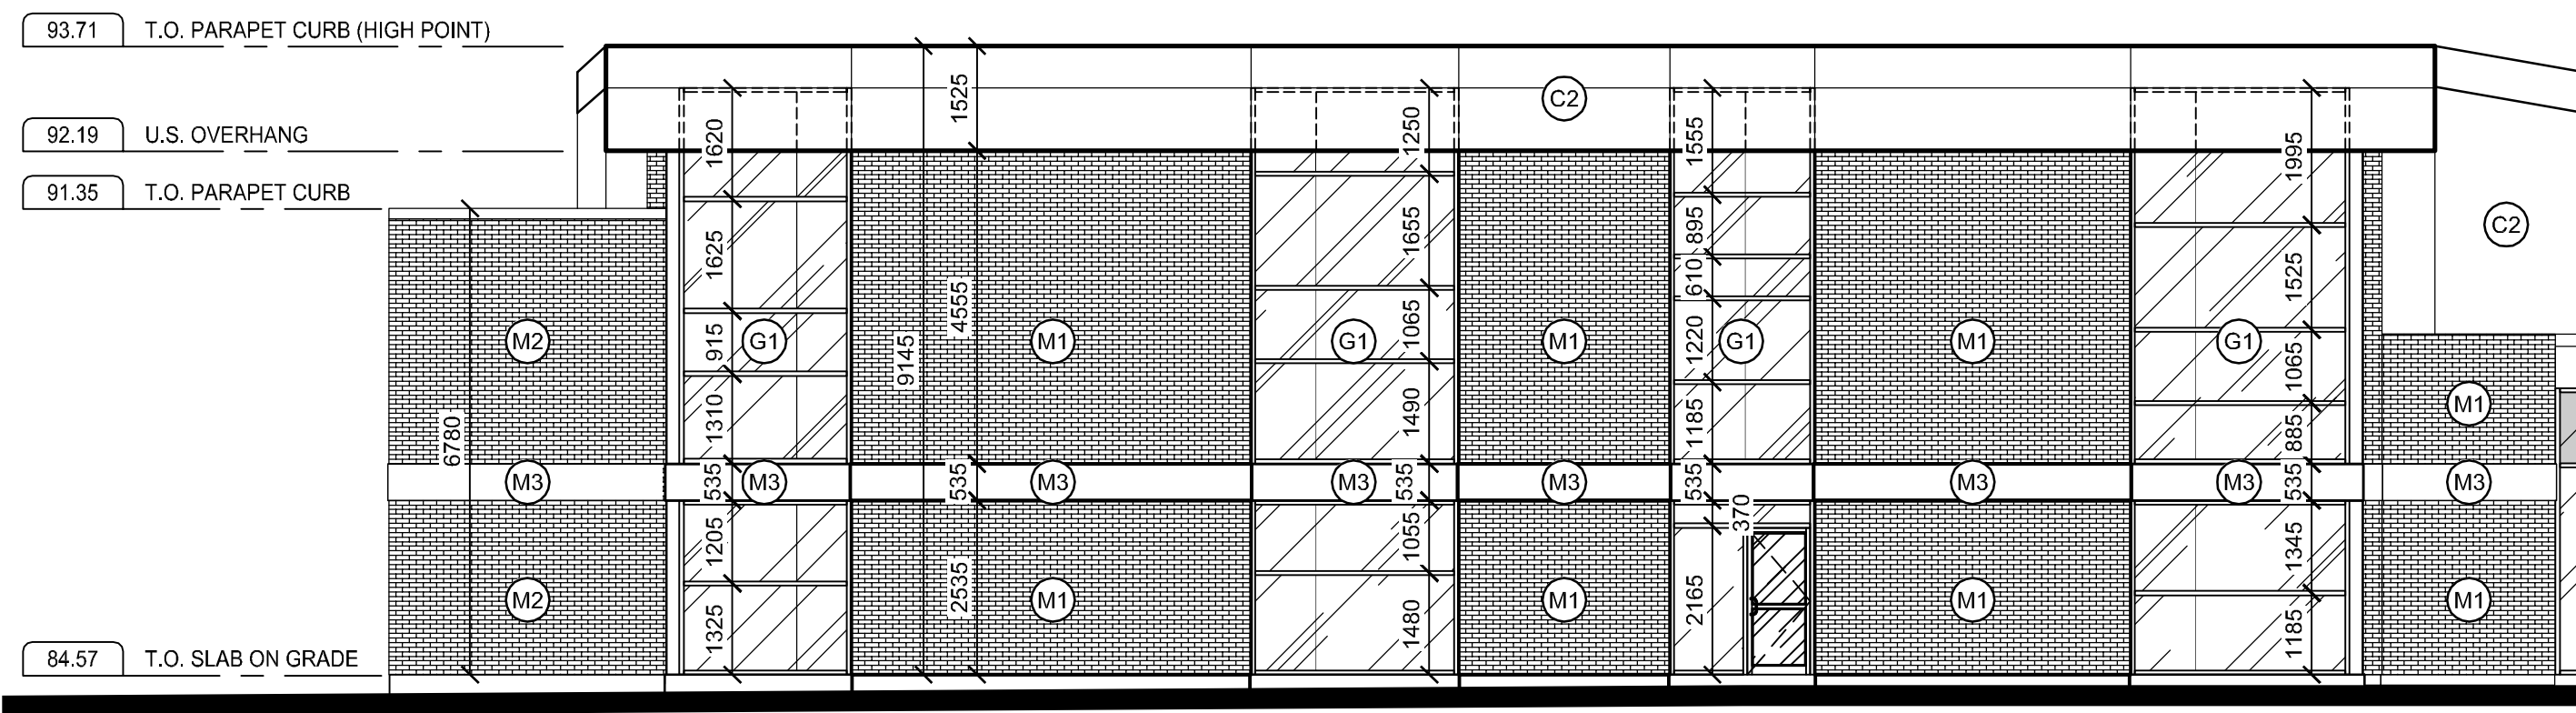 93.71 T.O. PARAPET CURB (HIGH POINT)
92.19 U.S. OVERHANG
91.35 T.O. PARAPET CURB
84.57 T.O. SLAB ON GRADE
6780
M2
M3
M2
1620
1625
915
1310
535
1205
1325
G1
M3
9145
1525
4555
535
2535
M1
M3
M1
1250
1655
1065
1490
535
1055
1480
G1
M3
C2
M1
M3
M1
1555
895
610
1220
1185
535
370
2165
G1
M1
M3
M1
1995
1525
1065
885
535
1345
1185
G1
M3
C2
M1
M3
M1